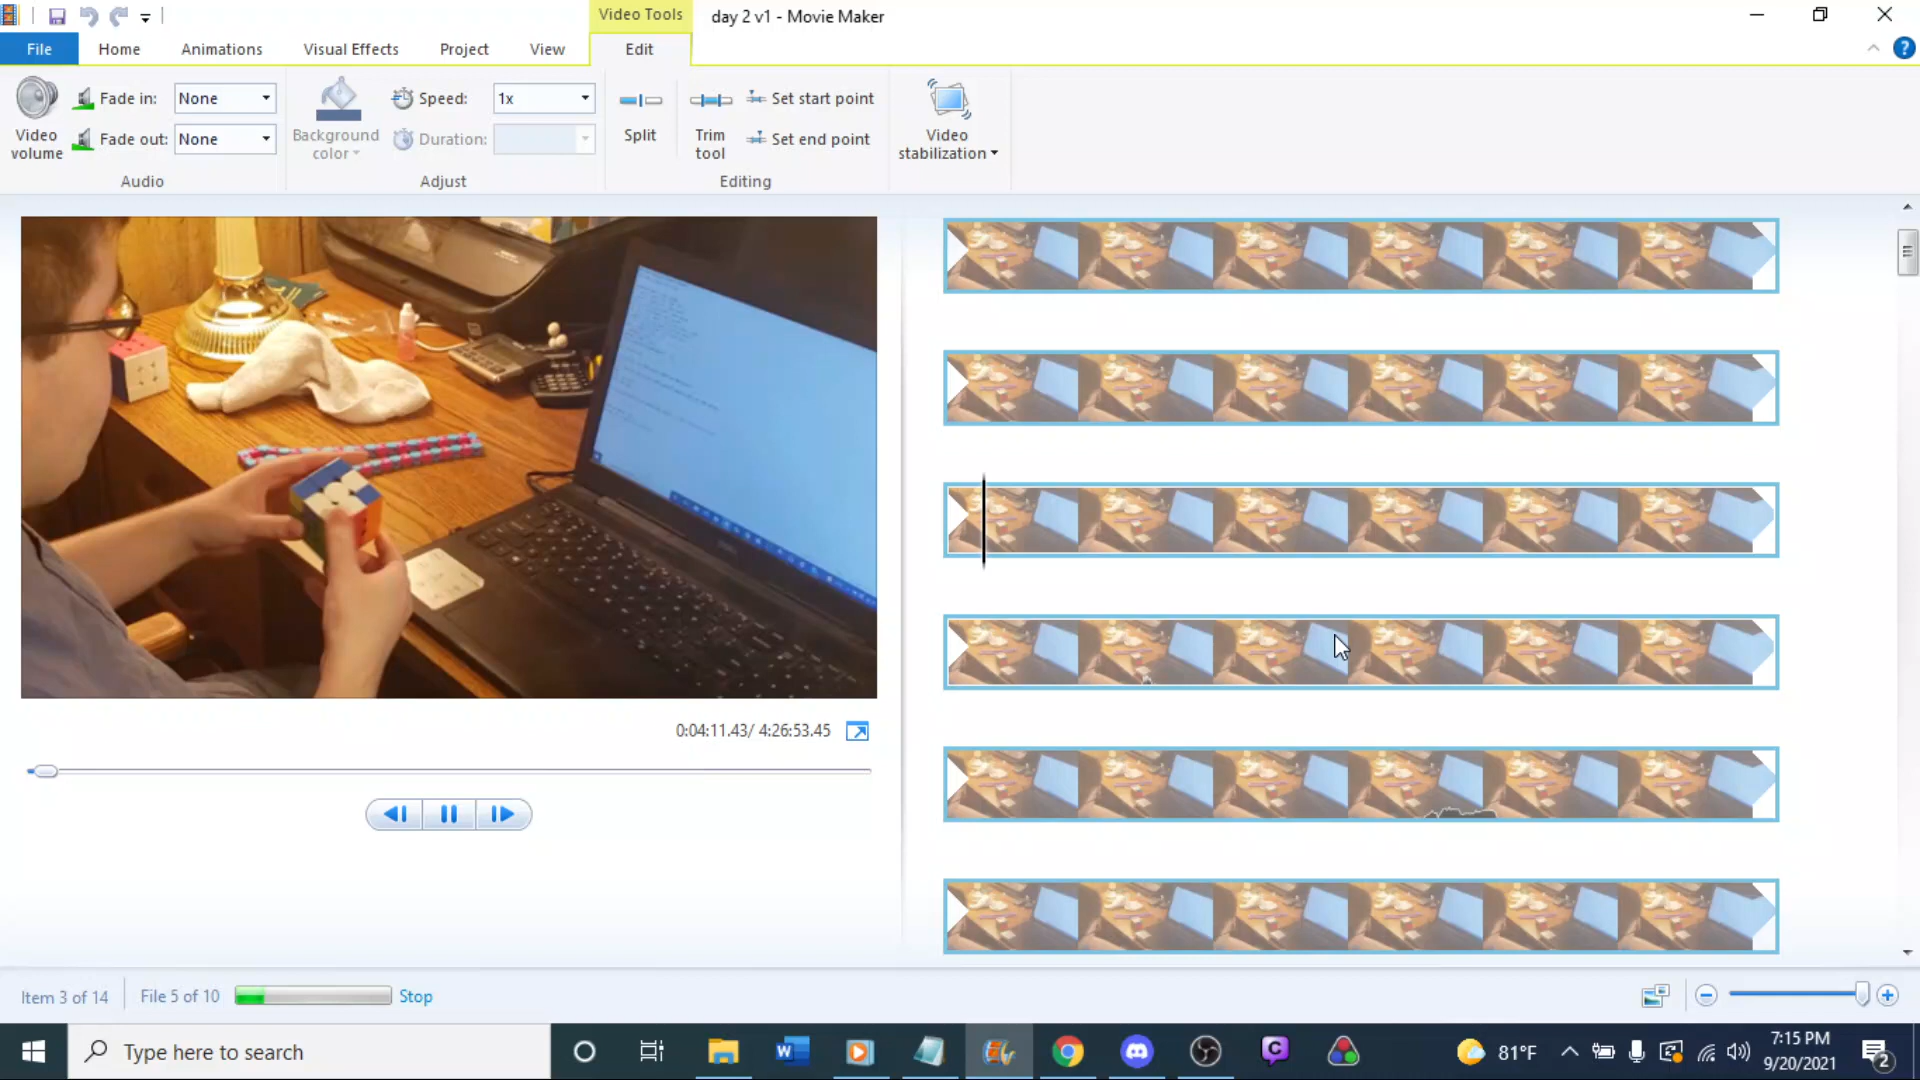 Video Tools
day 2 v1 - Movie Maker
File
Home
Animations
Visual Effects
Project
View
Edit
Video volume
Fade in:
None
Fade out:
None
Audio
Background color
Speed:
1x
Duration:
Adjust
Split
Trim tool
Set start point
Set end point
Editing
Video stabilization
0:04:11.43/ 4:26:53.45
Item 3 of 14
File 5 of 10
Stop
Type here to search
81°F
7:15 PM
9/20/2021
2